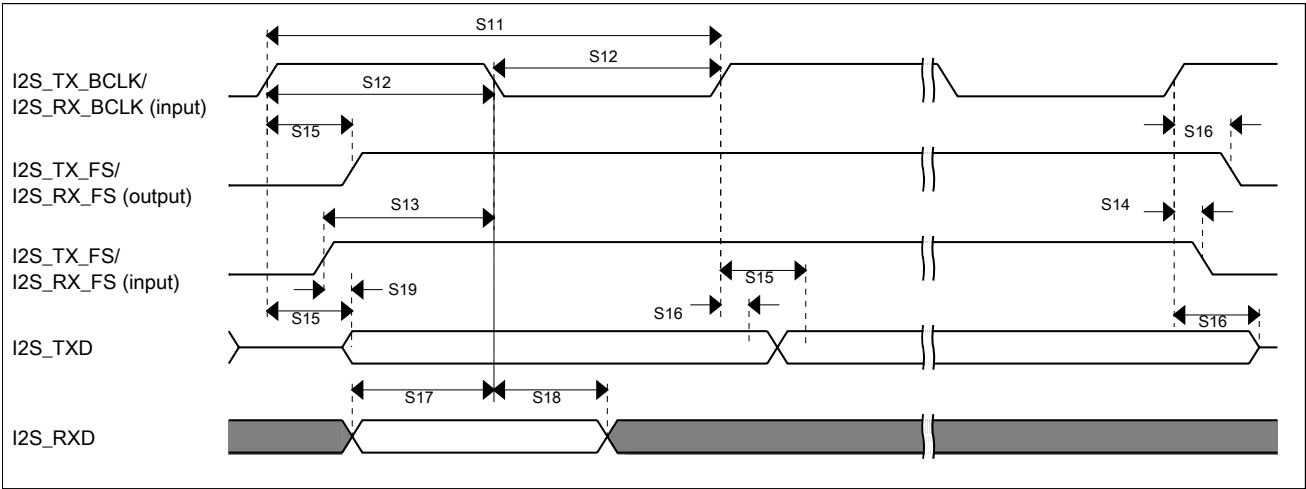 S11
I2S_TX_BCLK/
I2S_RX_BCLK (input)
S12
S12
S15
S16
I2S_TX_FS/
I2S_RX_FS (output)
S13
S14
I2S_TX_FS/
I2S_RX_FS (input)
S15
S19
S16
S15
S16
I2S_TXD
S17
S18
I2S_RXD